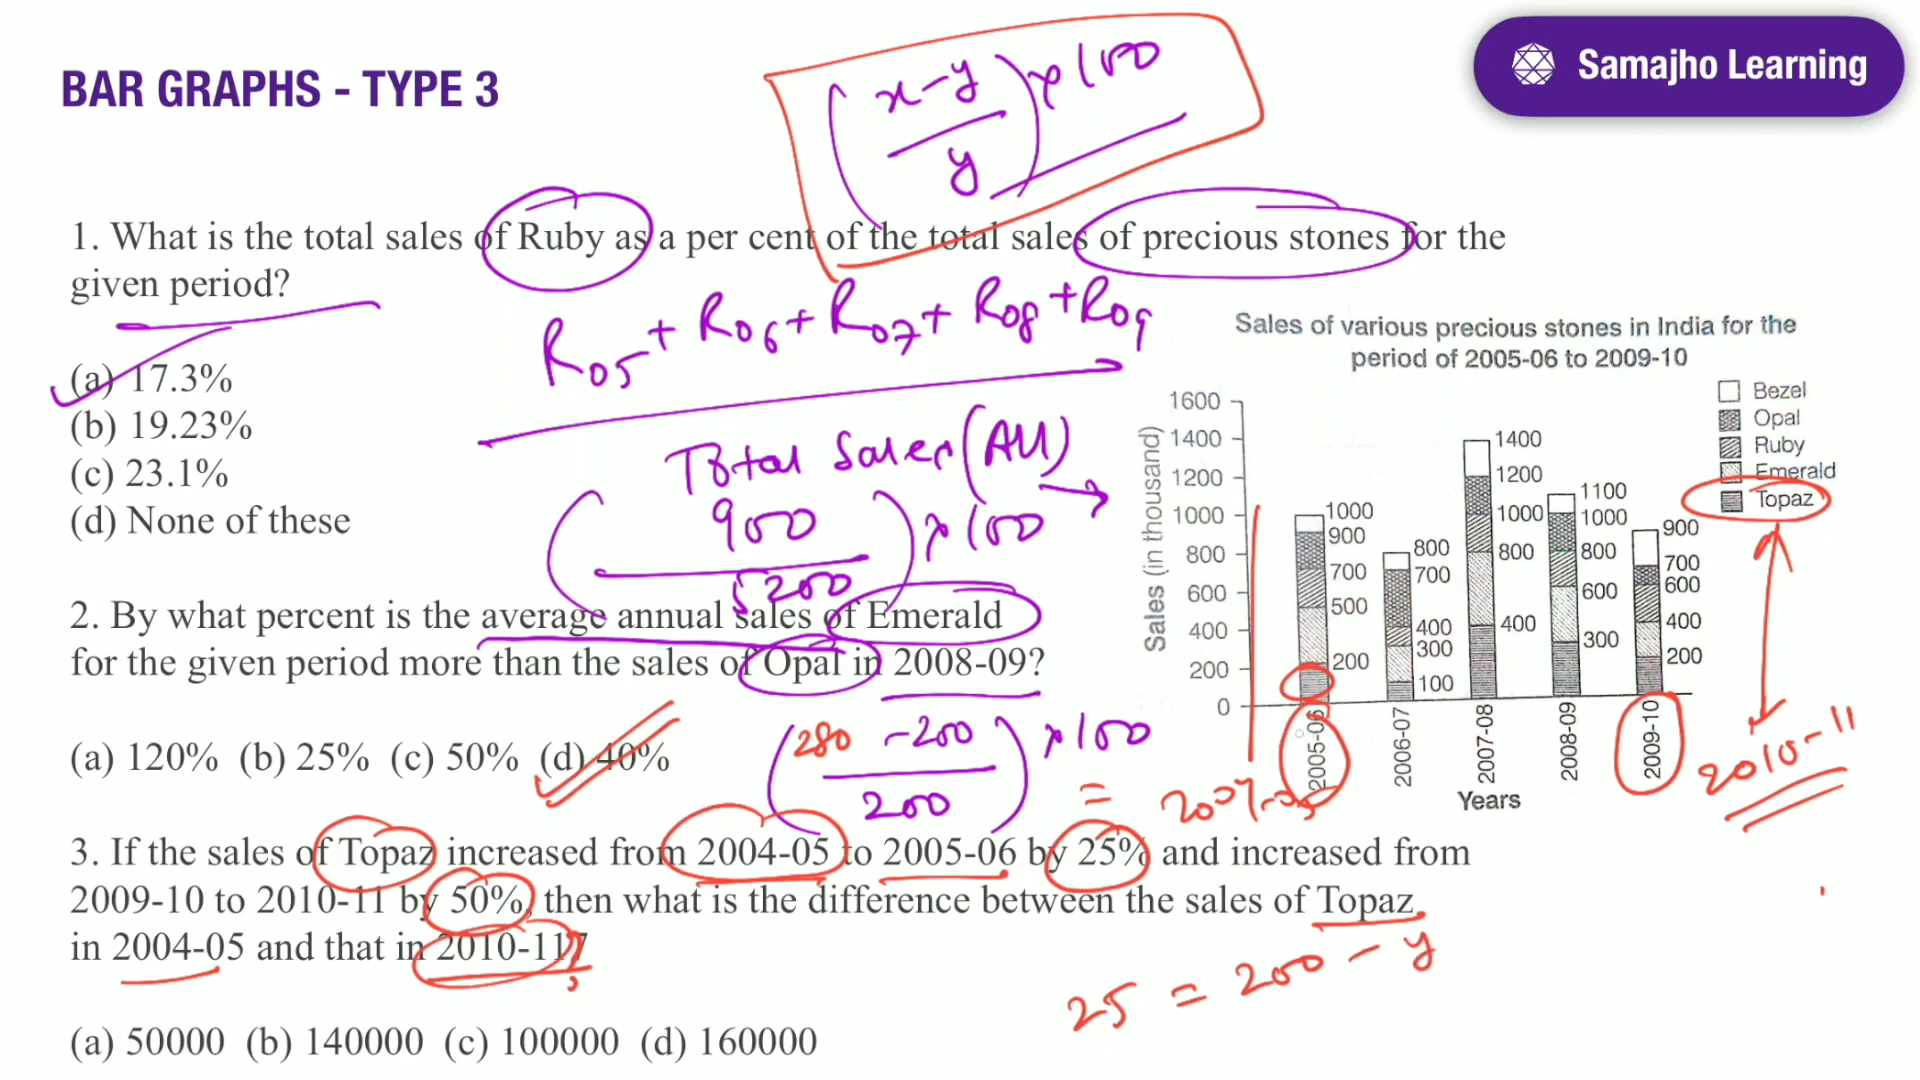 BAR GRAPHS - TYPE 3
Samajho Learning
(x-y/y) × 100
1. What is the total sales of Ruby as a per cent of the total sales of precious stones for the
given period?
R05 + R06 + R07 + R08 + R09
Total Sales (All)
(a) 17.3%
(b) 19.23%
(c) 23.1%
(d) None of these
(900/5200) × 100
Sales of various precious stones in India for the
period of 2005-06 to 2009-10
Bezel
Opal
Ruby
Emerald
Topaz
Sales (in thousand)
1600
1400
1200
1000
800
600
400
200
0
1000
900
700
500
200
800
700
400
300
100
1400
1200
1000
800
400
1100
1000
800
600
300
900
700
600
400
200
2005-06
2006-07
2007-08
2008-09
2009-10
Years
2010-11
2. By what percent is the average annual sales of Emerald
for the given period more than the sales of Opal in 2008-09?
(a) 120% (b) 25% (c) 50% (d) 40%
(280 - 200/200) × 100
=
3. If the sales of Topaz increased from 2004-05 to 2005-06 by 25% and increased from
2009-10 to 2010-11 by 50%, then what is the difference between the sales of Topaz
in 2004-05 and that in 2010-11?
25 = 200 - y
(a) 50000 (b) 140000 (c) 100000 (d) 160000